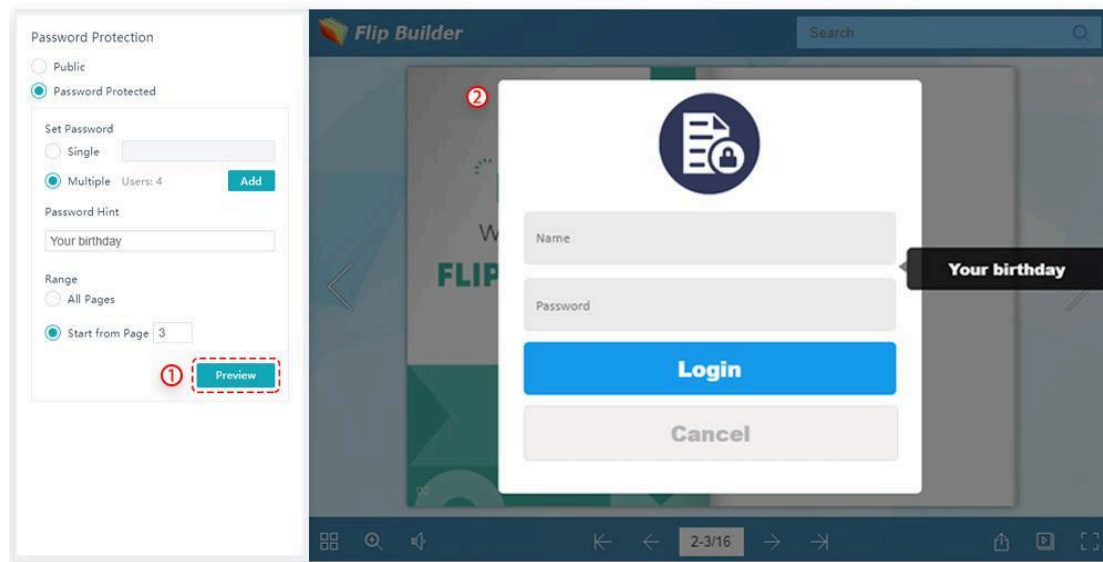 Password Protection
Public
Password Protected
Set Password
Single
Multiple Users: 4 Add
Password Hint
Your birthday
Range
All Pages
Start from Page 3
① Preview
Flip Builder
Search
②
W
FLIP
Name
Your birthday
Password
Login
Cancel
02
2-3/16